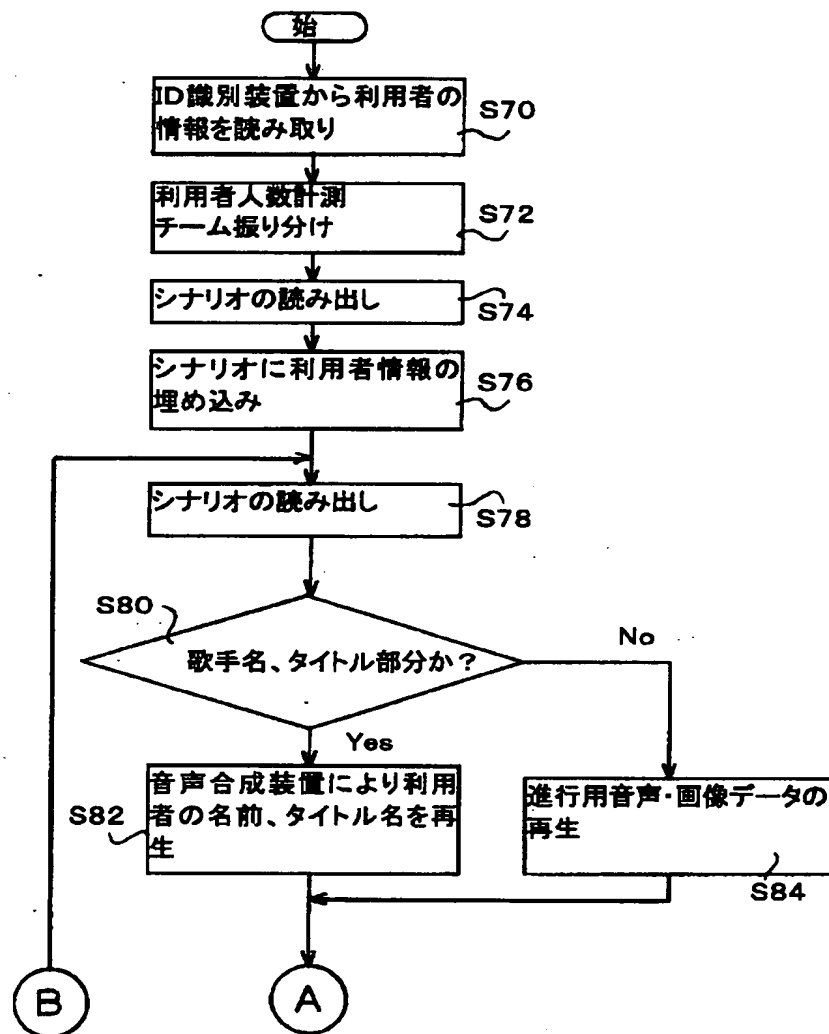 始
ID識別装置から利用者の
情報を読み取り
S70
利用者人数計測
チーム振り分け
S72
シナリオの読み出し
S74
シナリオに利用者情報の
埋め込み
S76
シナリオの読み出し
S78
S80
歌手名、タイトル部分か?
No
Yes
音声合成装置により利用
者の名前、タイトル名を再
生
S82
進行用音声・画像データの
再生
S84
B
A